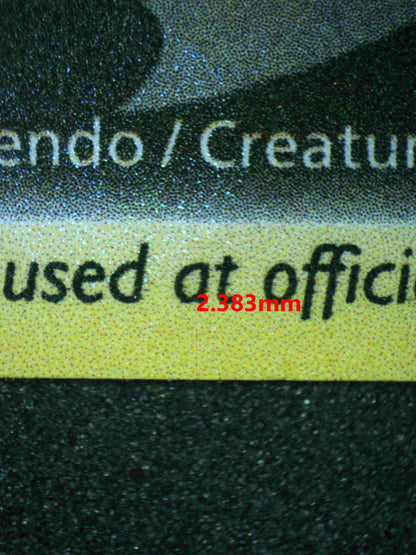 endo / Creatur
used at offici
2.383mm